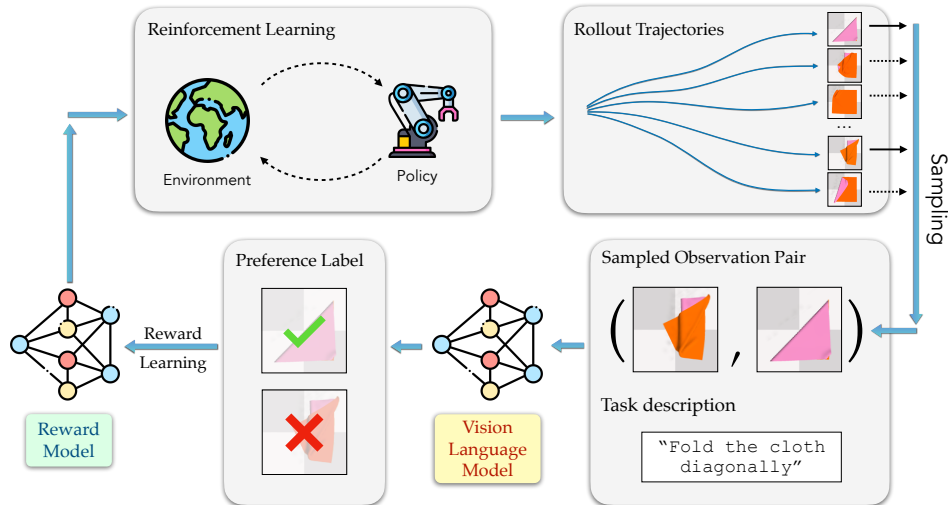 Reinforcement Learning
Environment
Policy
Rollout Trajectories
...
Sampling
Sampled Observation Pair
( , )
Task description
“Fold the cloth
diagonally”
Vision
Language
Model
Preference Label
Reward
Learning
Reward
Model